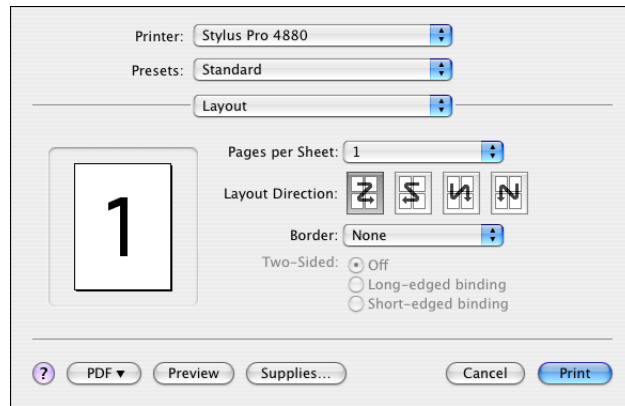 Printer: Stylus Pro 4880
Presets: Standard
Layout
Pages per Sheet: 1
1
Layout Direction:
Border: None
Two-Sided: Off
Long-edged binding
Short-edged binding
? PDF ▼ Preview Supplies... Cancel Print